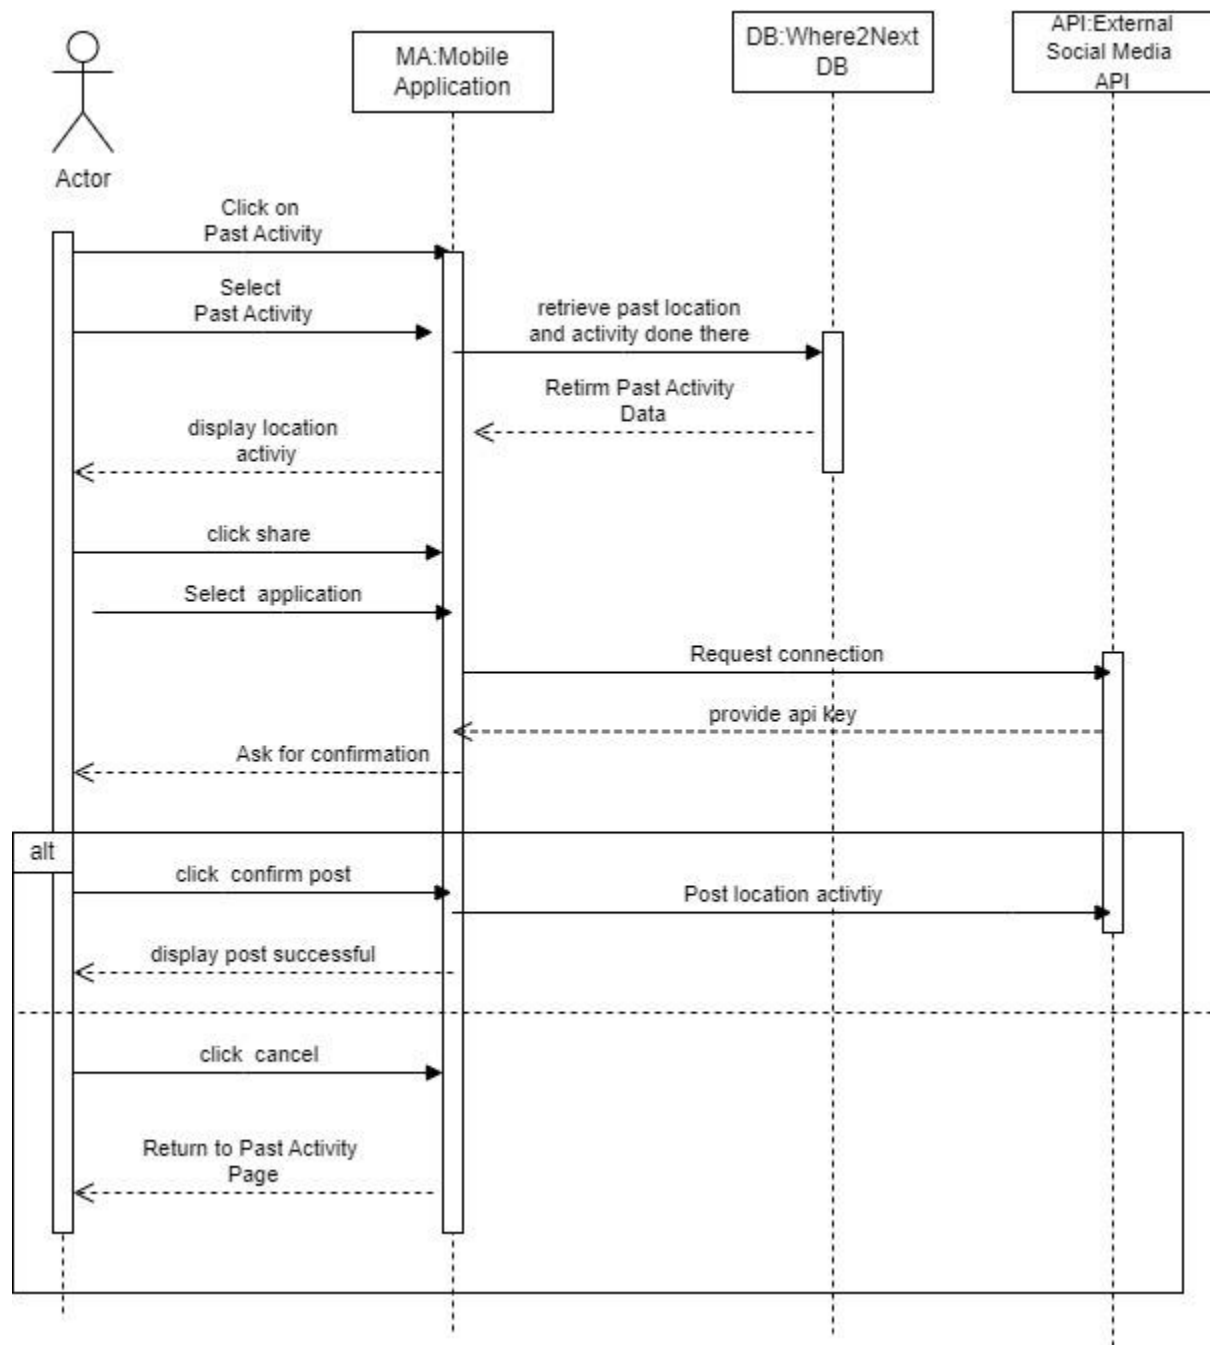 MA:Mobile
Application
DB:Where2Next
DB
API:External
Social Media
API
Actor
Click on
Past Activity
Select
Past Activity
retrieve past location
and activity done there
Retirm Past Activity
Data
display location
activiy
click share
Select application
Request connection
provide api key
Ask for confirmation
alt
click confirm post
Post location activtiy
display post successful
click cancel
Return to Past Activity
Page